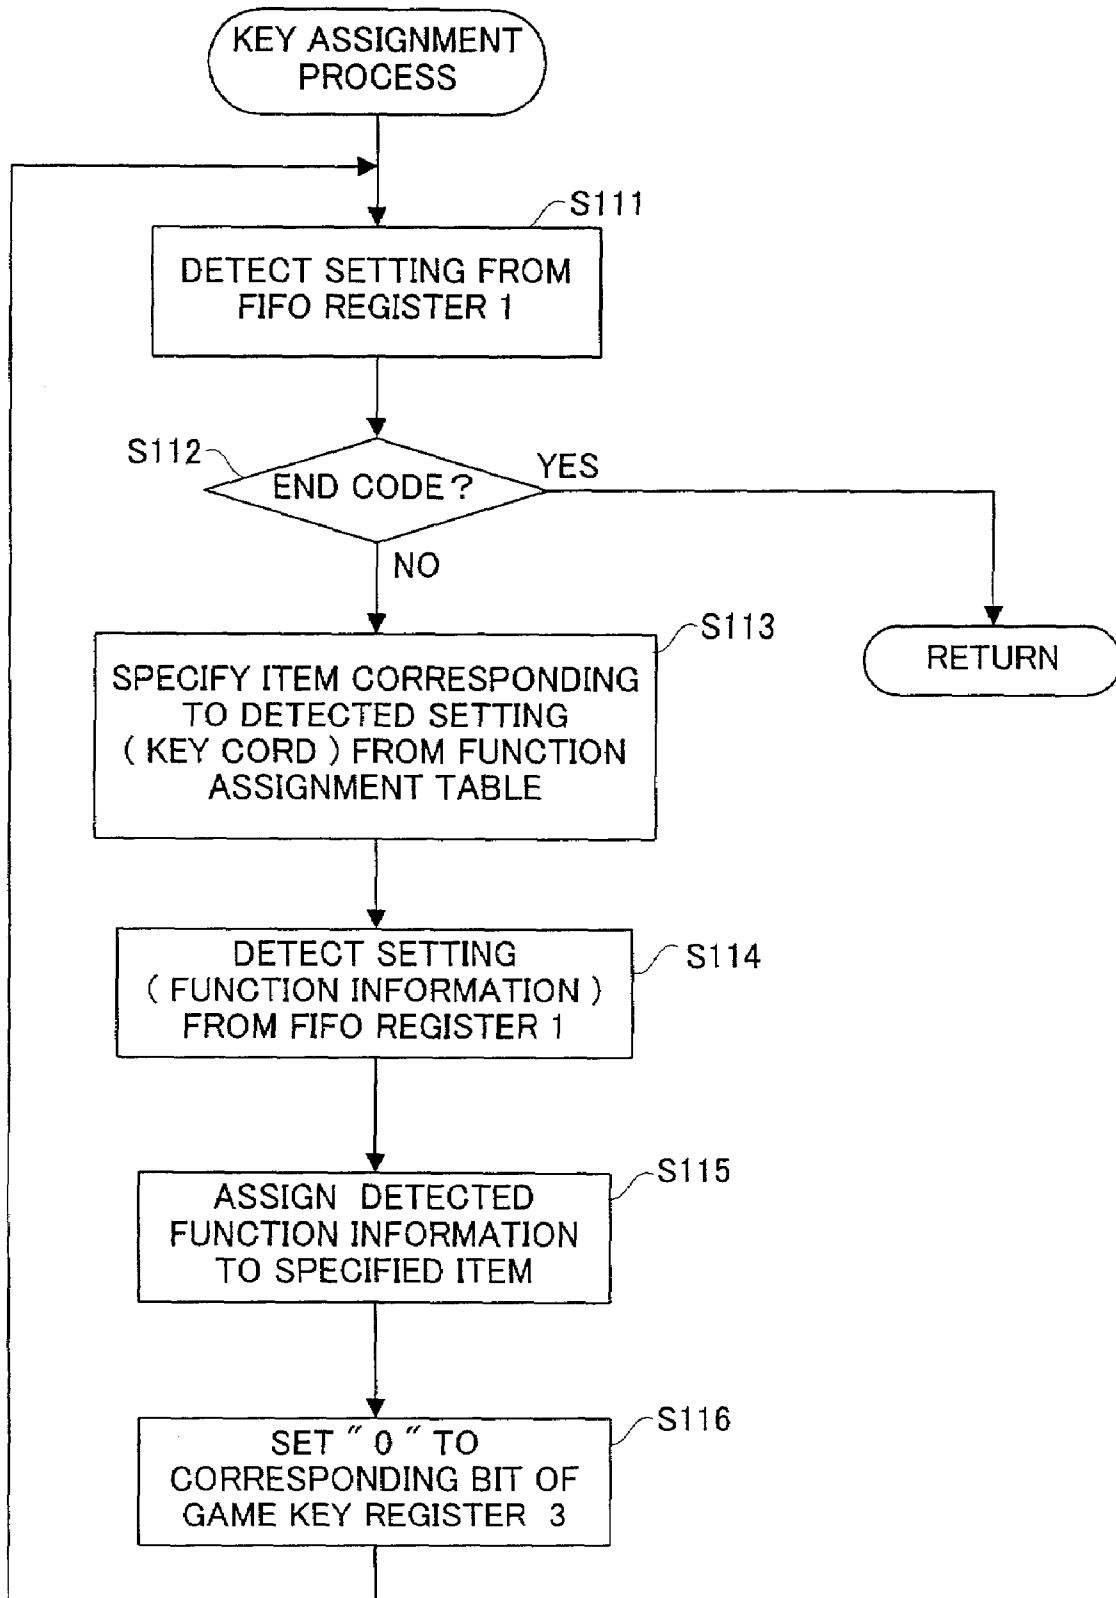 KEY ASSIGNMENT
PROCESS
S111
DETECT SETTING FROM
FIFO REGISTER 1
S112
END CODE?
YES
NO
S113
SPECIFY ITEM CORRESPONDING
TO DETECTED SETTING
( KEY CORD ) FROM FUNCTION
ASSIGNMENT TABLE
RETURN
S114
DETECT SETTING
( FUNCTION INFORMATION )
FROM FIFO REGISTER 1
S115
ASSIGN DETECTED
FUNCTION INFORMATION
TO SPECIFIED ITEM
S116
SET " 0 " TO
CORRESPONDING BIT OF
GAME KEY REGISTER 3